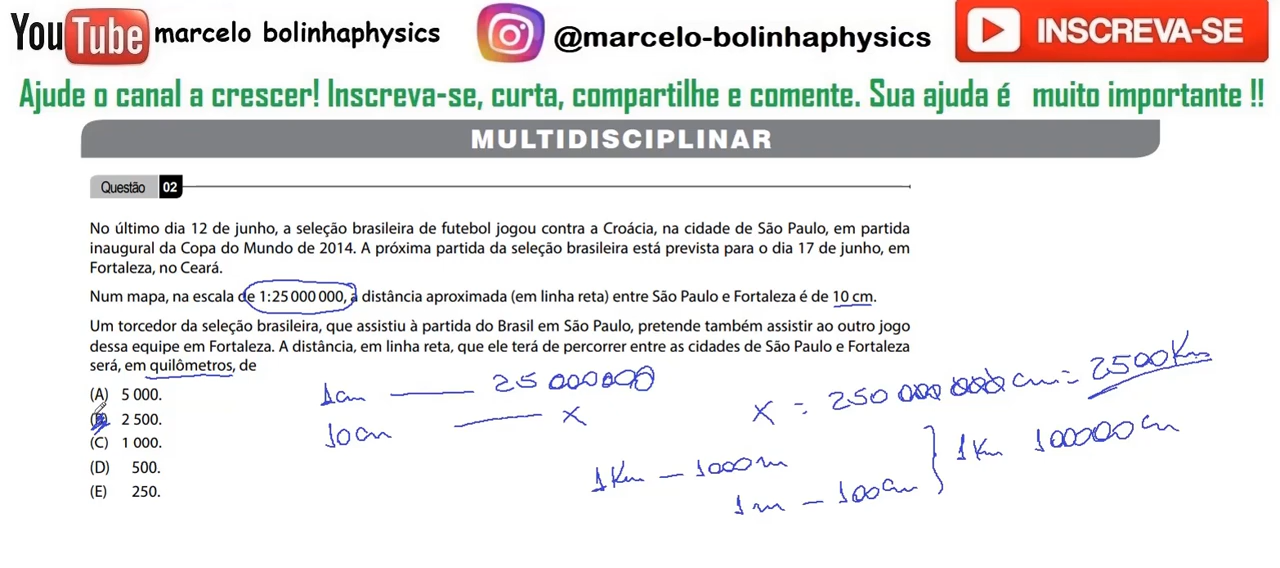 YouTube marcelo bolinhaphysics @marcelo-bolinhaphysics INSCREVA-SE
Ajude o canal a crescer! Inscreva-se, curta, compartilhe e comente. Sua ajuda é muito importante !!
MULTIDISCIPLINAR
Questão 02
No último dia 12 de junho, a seleção brasileira de futebol jogou contra a Croácia, na cidade de São Paulo, em partida
inaugural da Copa do Mundo de 2014. A próxima partida da seleção brasileira está prevista para o dia 17 de junho, em
Fortaleza, no Ceará.
Num mapa, na escala de 1:25 000 000, a distância aproximada (em linha reta) entre São Paulo e Fortaleza é de 10 cm.
Um torcedor da seleção brasileira, que assistiu à partida do Brasil em São Paulo, pretende também assistir ao outro jogo
dessa equipe em Fortaleza. A distância, em linha reta, que ele terá de percorrer entre as cidades de São Paulo e Fortaleza
será, em quilômetros, de
(A) 5 000.
(B) 2 500.
(C) 1 000.
(D) 500.
(E) 250.
1cm — 25 000000
10cm — X
X = 250 000 000 cm = 2500 Km
1Km — 1000m
1m — 100cm
1Km 100000 cm